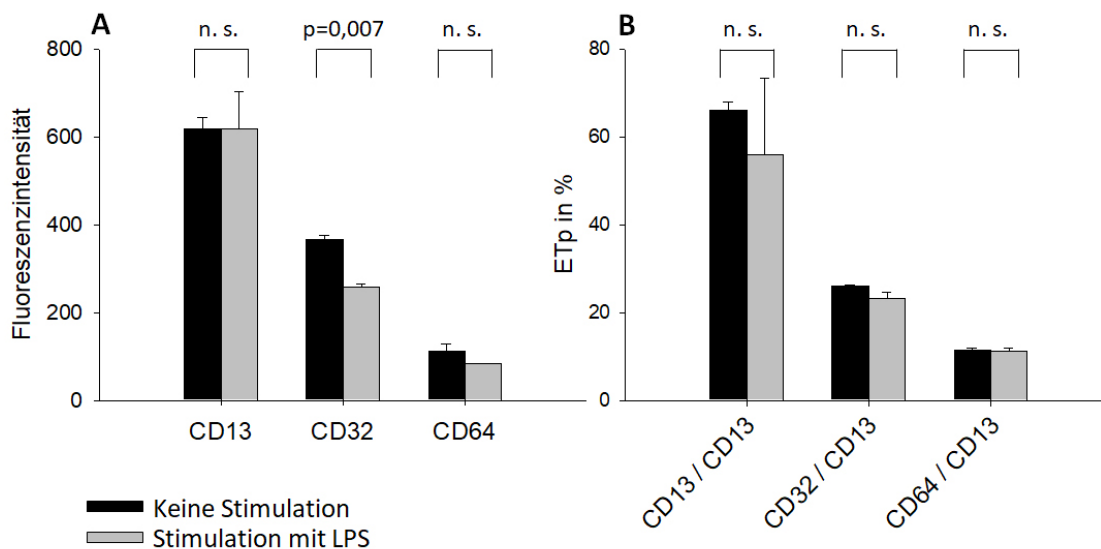 A
n. s.
p=0,007
n. s.
800
600
400
200
0
Fluoreszenzintensität
CD13
CD32
CD64
B
n. s.
n. s.
n. s.
80
60
40
20
0
ETp in %
CD13 / CD13
CD32 / CD13
CD64 / CD13
Keine Stimulation
Stimulation mit LPS